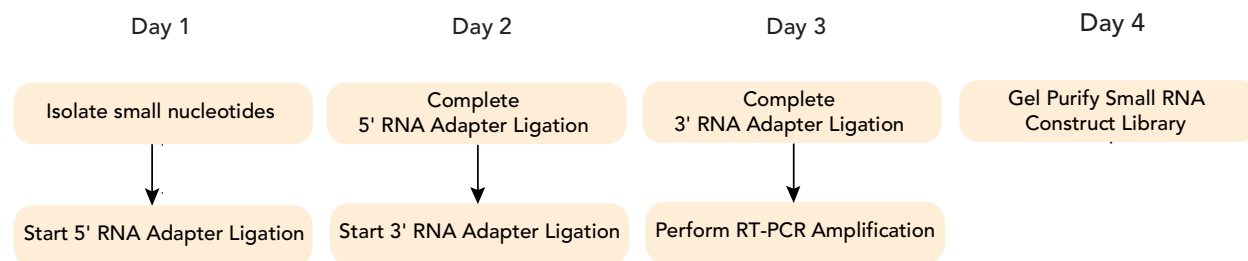 Day 1
Day 2
Day 3
Day 4
Isolate small nucleotides
Complete
5' RNA Adapter Ligation
Complete
3' RNA Adapter Ligation
Gel Purify Small RNA
Construct Library
Start 5' RNA Adapter Ligation
Start 3' RNA Adapter Ligation
Perform RT-PCR Amplification